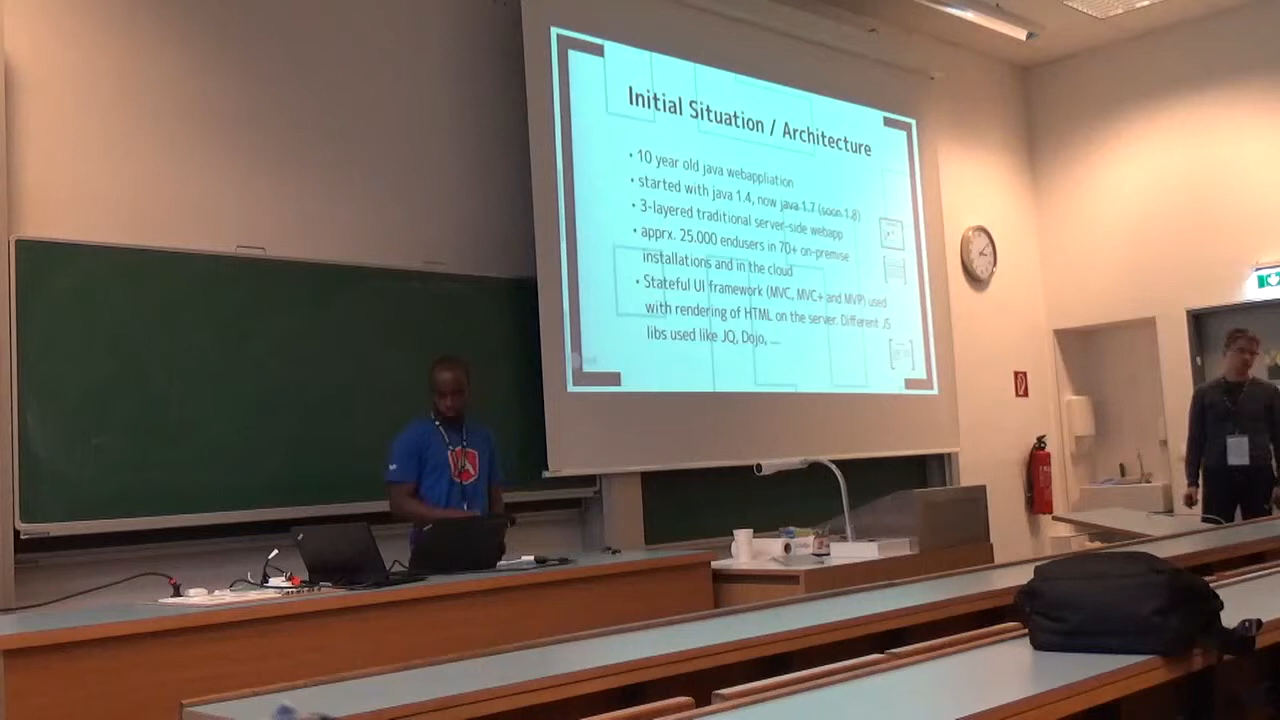 Initial Situation / Architecture
• 10 year old java webappliation
• started with java 1.4, now java 1.7 (soon 1.8)
• 3-layered traditional server-side webapp
• apprx. 25.000 endusers in 70+ on-premise
installations and in the cloud
• Stateful UI framework (MVC, MVC+ and MVP) used
with rendering of HTML on the server. Different JS
libs used like JQ, Dojo, ...